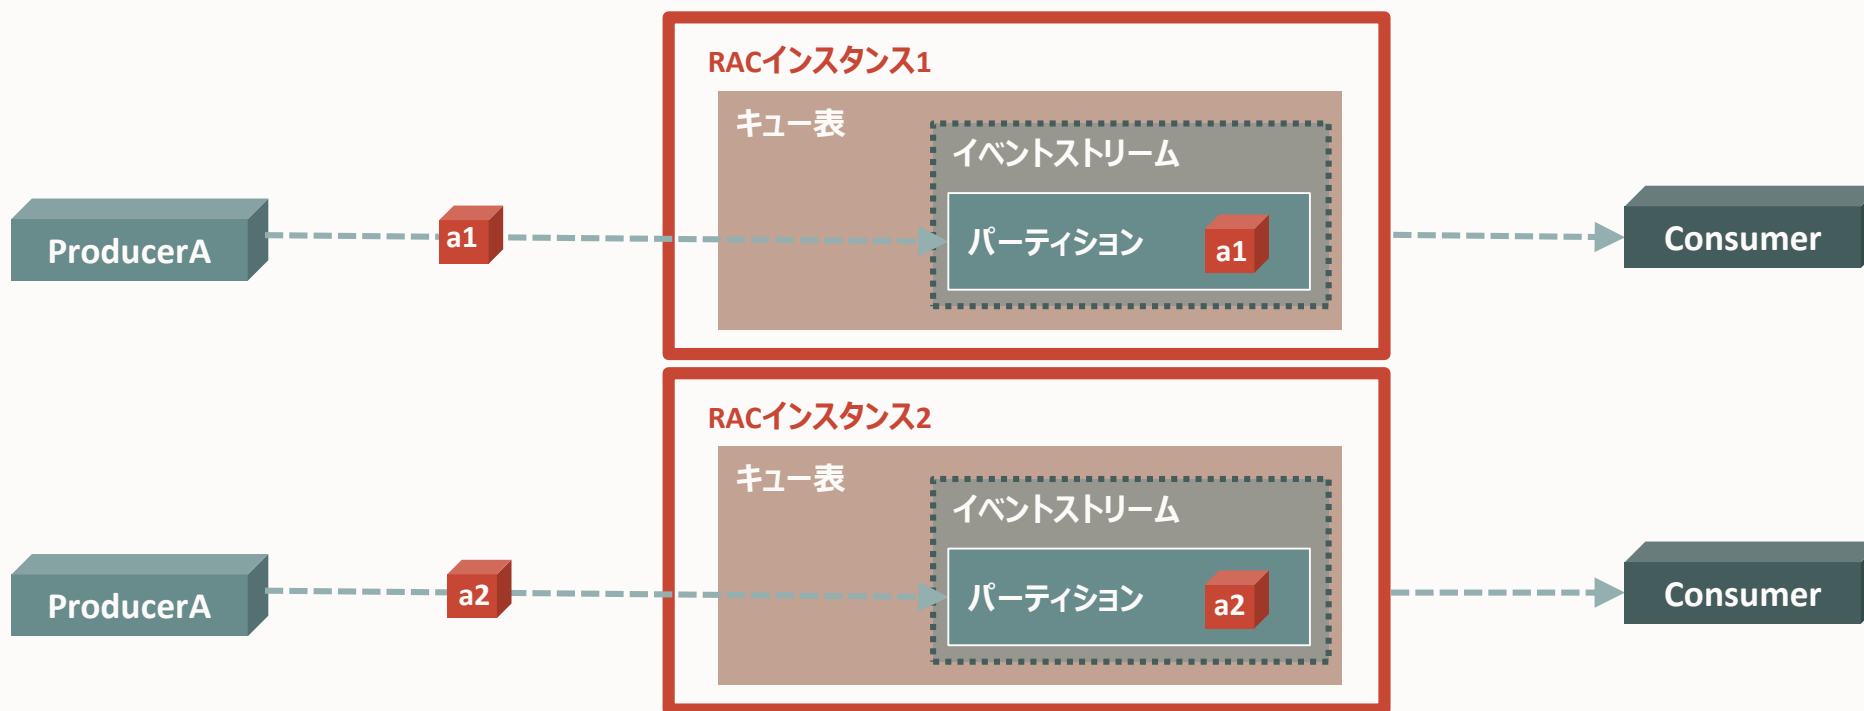 RACインスタンス1
キュー表
イベントストリーム
ProducerA
a1
パーティション
a1
Consumer
RACインスタンス2
キュー表
イベントストリーム
ProducerA
a2
パーティション
a2
Consumer